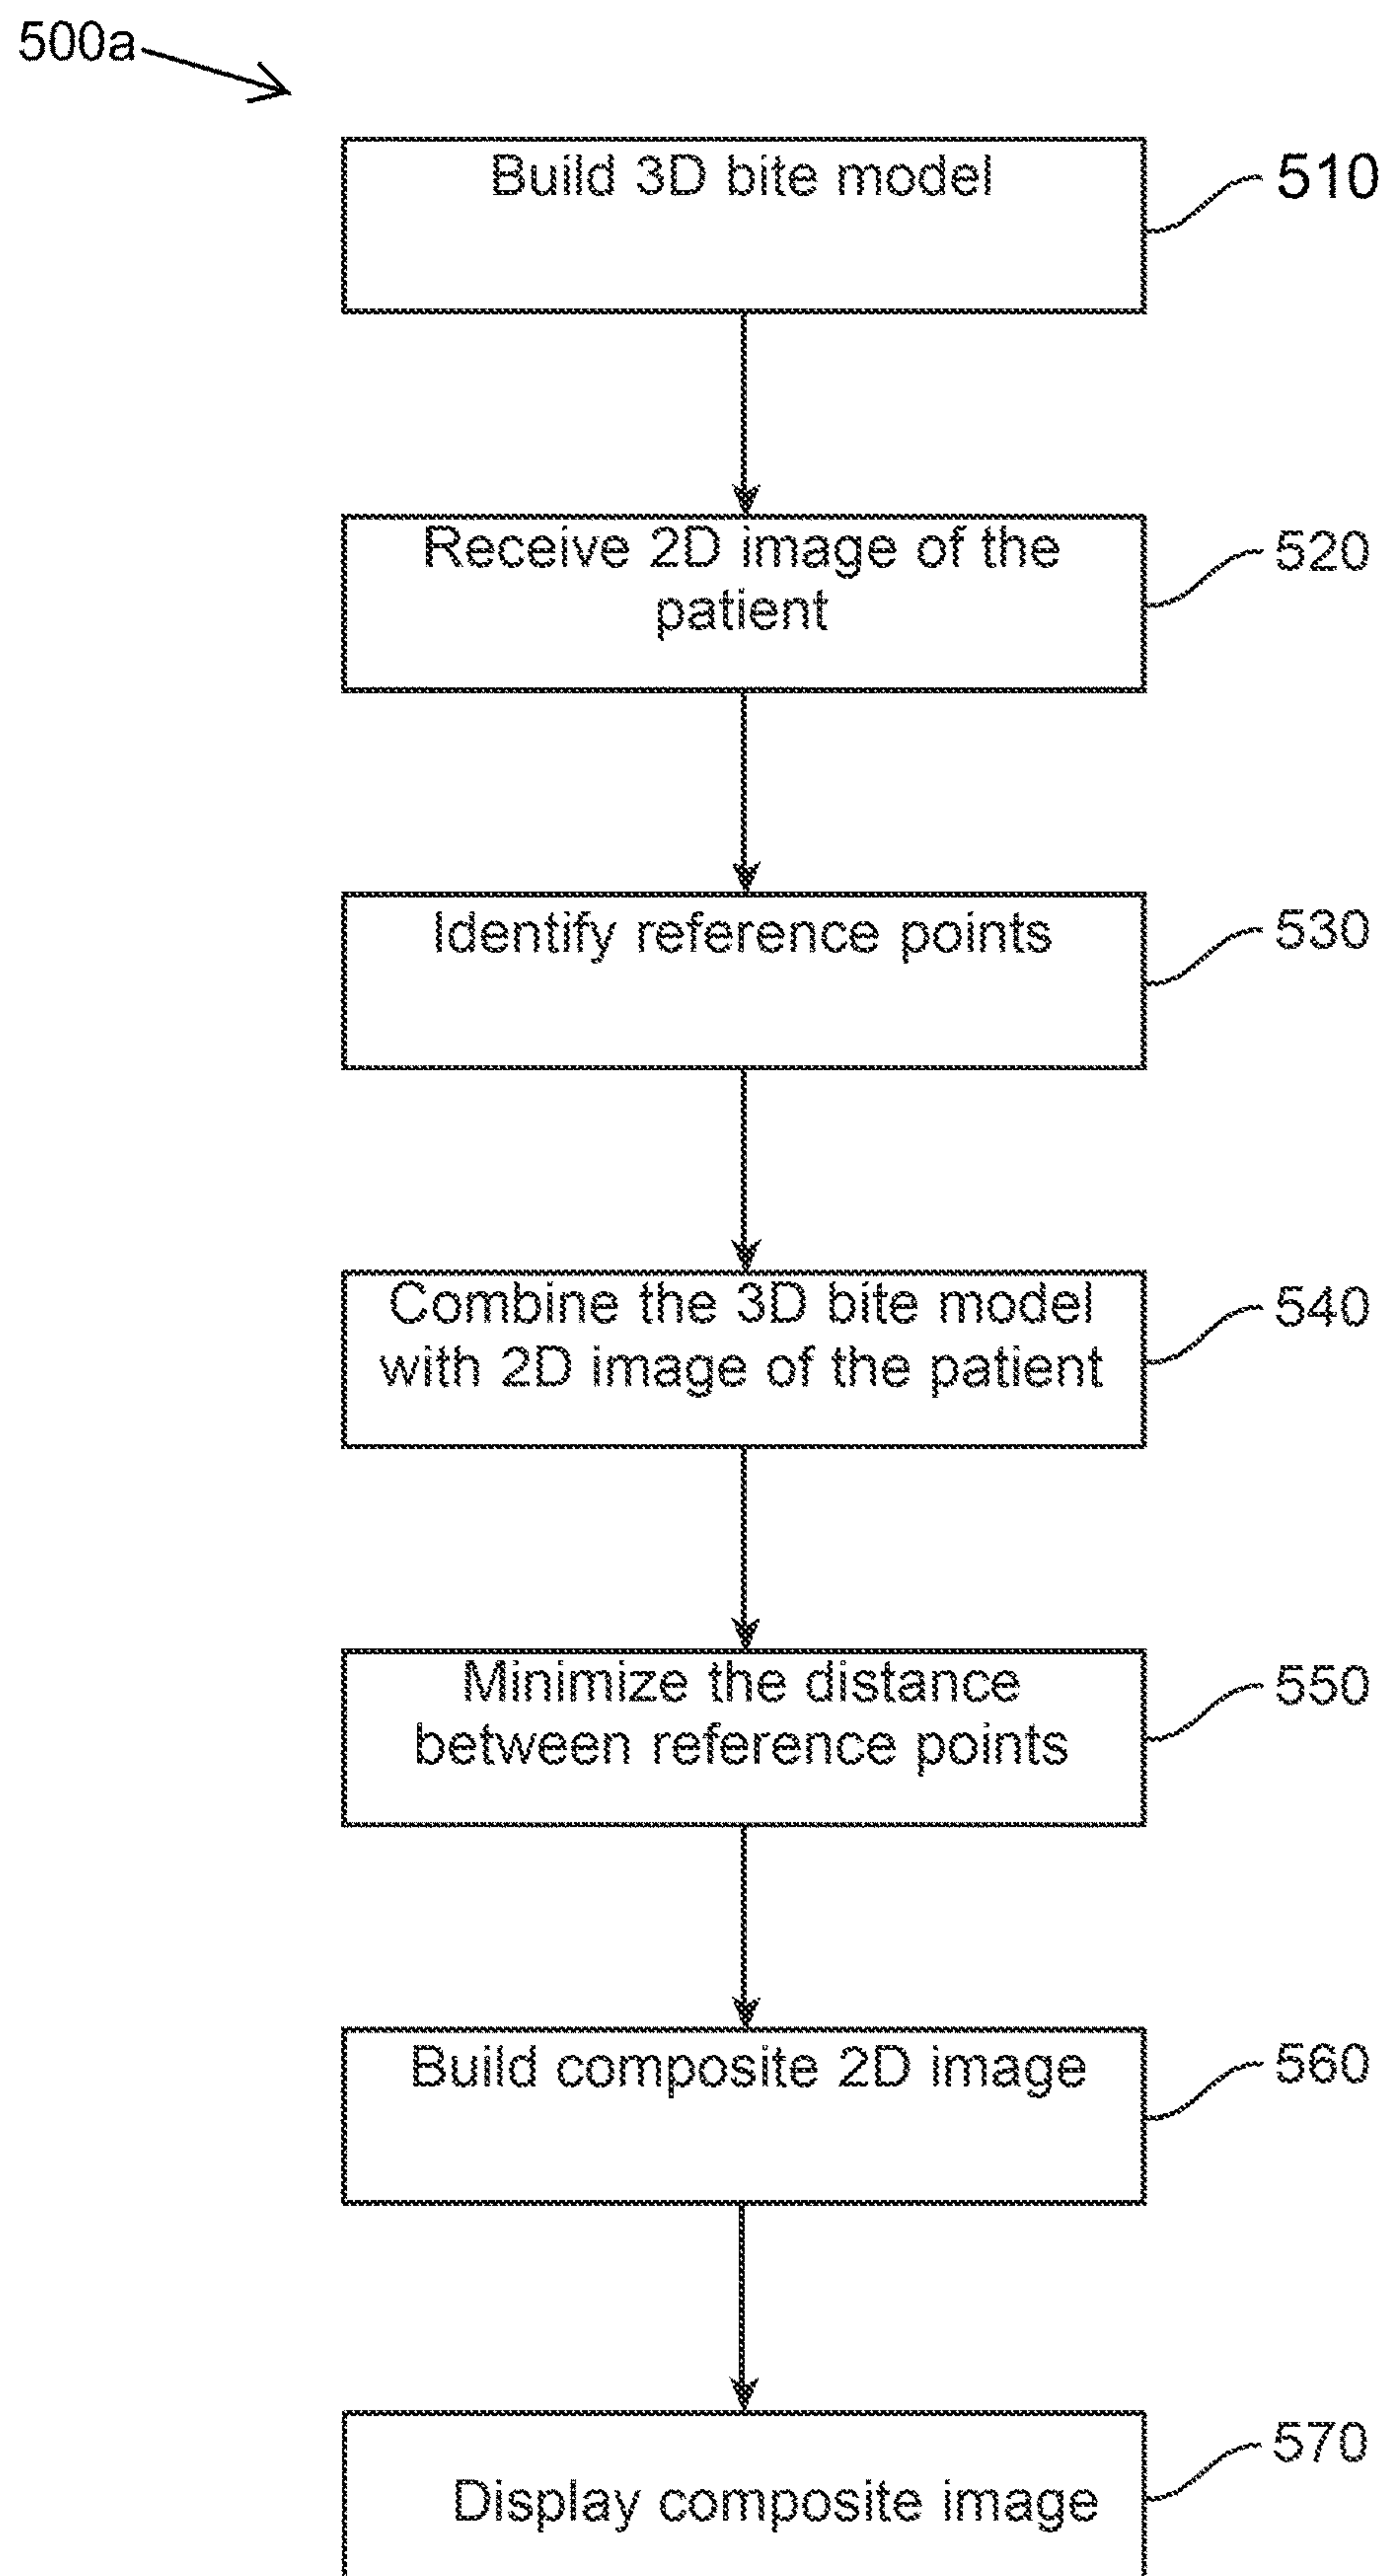 500a
Build 3D bite model
510
Receive 2D image of the
patient
520
Identify reference points
530
Combine the 3D bite model
with 2D image of the patient
540
Minimize the distance
between reference points
550
Build composite 2D image
560
Display composite image
570